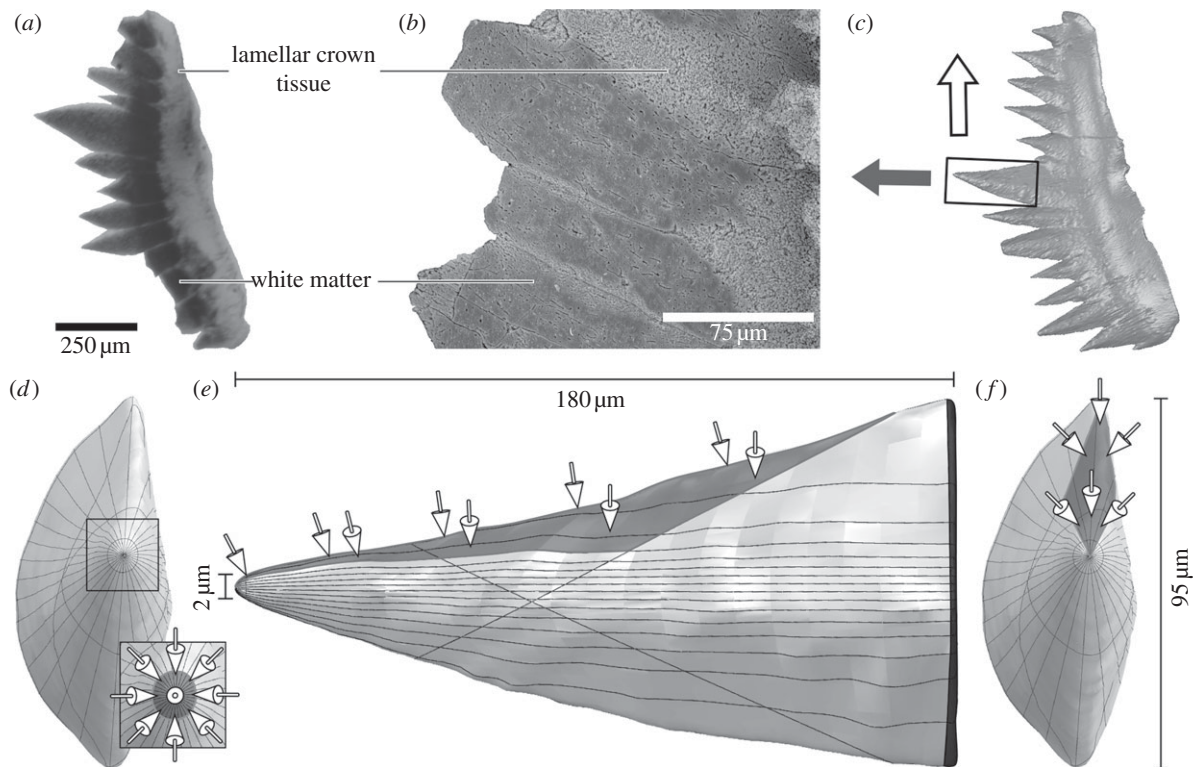 (a)
(b)
(c)
lamellar crown
tissue
white matter
250 µm
75 µm
(d)
(e)
(f)
180 µm
2 µm
95 µm